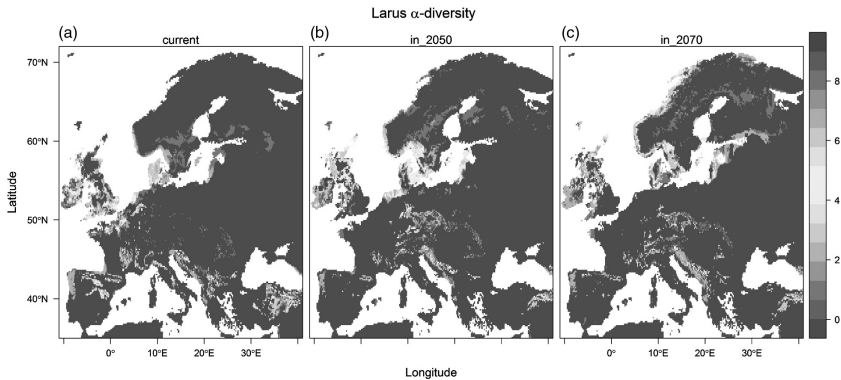 Larus α-diversity
(a) (b) (c)
current in_2050 in_2070
70°N
60°N
50°N
40°N
Latitude
0° 10°E 20°E 30°E 0° 10°E 20°E 30°E
Longitude
8
6
4
2
0